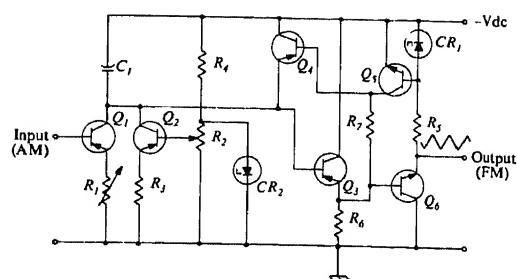 –Vdc
CR₁
C₁
R₄
Q₄
Q₅
R₇
R₅
Input
(AM)
Q₁
Q₂
R₂
CR₂
Q₃
Output
(FM)
R₁
R₃
R₆
Q₆